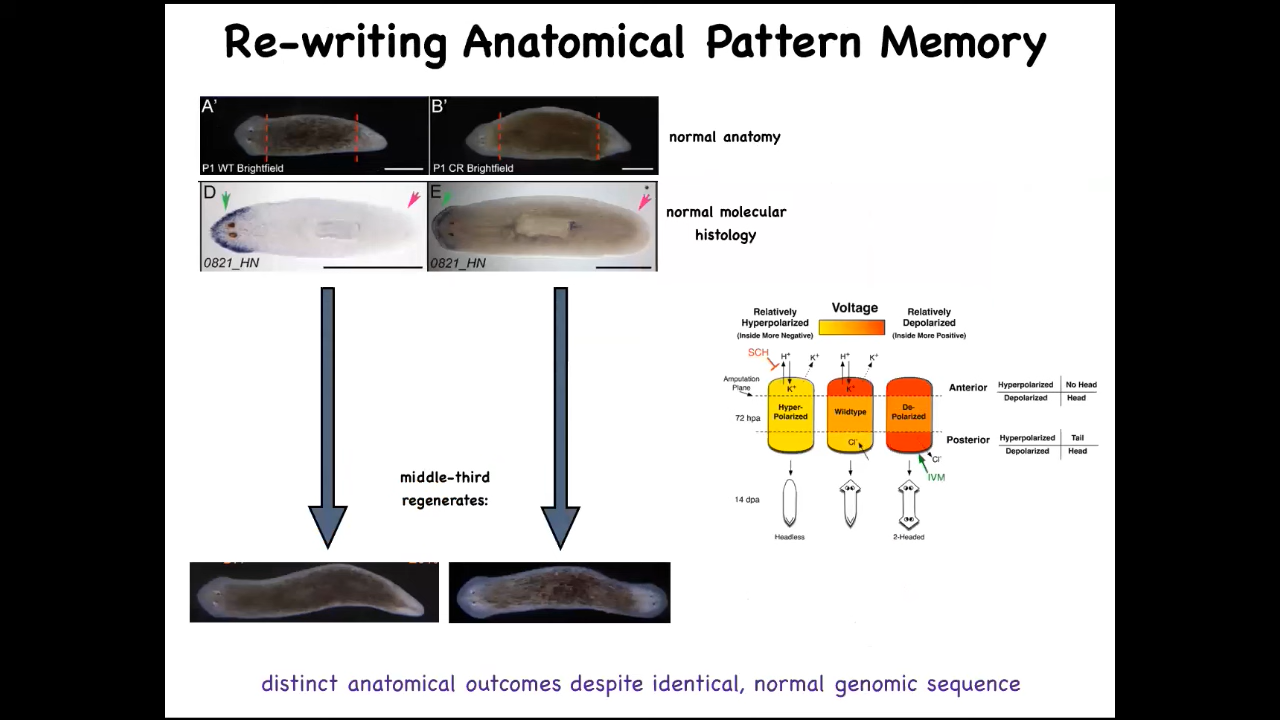 Re-writing Anatomical Pattern Memory
A'
P1 WT Brightfield
B'
P1 CR Brightfield
normal anatomy
D
0821_HN
E
*
0821_HN
normal molecular
histology
Relatively
Hyperpolarized
(Inside More Negative)
Voltage
Relatively
Depolarized
(Inside More Positive)
SCH
H+
K+
H+
K+
Amputation
Plane
K+
K+
Hyper-
Polarized
Wildtype
De-
Polarized
72 hpa
Cl-
Cl-
IVM
Anterior
Hyperpolarized No Head
Depolarized Head
Posterior
Hyperpolarized Tail
Depolarized Head
14 dpa
Headless
2-Headed
middle-third
regenerates:
distinct anatomical outcomes despite identical, normal genomic sequence